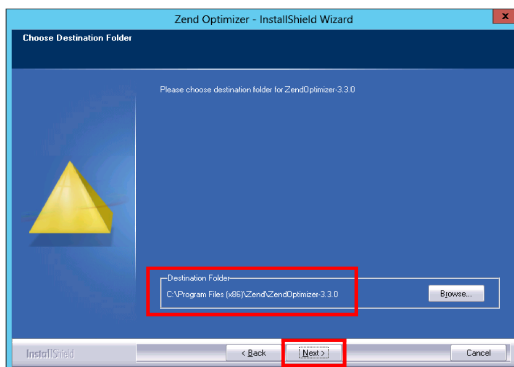 Zend Optimizer - InstallShield Wizard
x
Choose Destination Folder
Please choose destination folder for ZendOptimizer-3.3.0
Destination Folder
C:\Program Files (x86)\Zend\ZendOptimizer-3.3.0
Browse...
InstallShield
< Back
Next >
Cancel